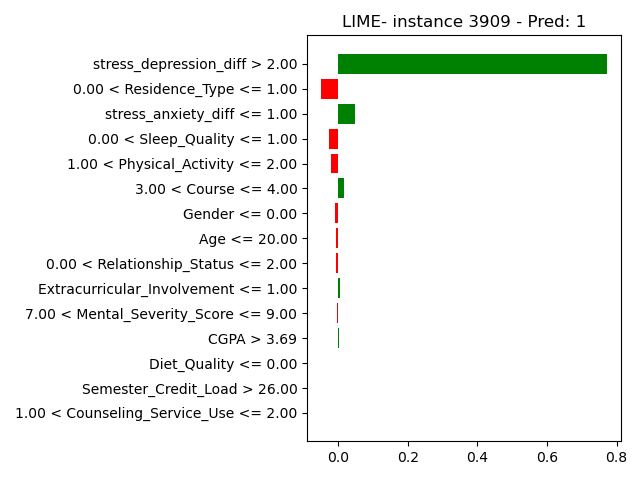 LIME- instance 3909 - Pred: 1
stress_depression_diff > 2.00
0.00 < Residence_Type <= 1.00
stress_anxiety_diff <= 1.00
0.00 < Sleep_Quality <= 1.00
1.00 < Physical_Activity <= 2.00
3.00 < Course <= 4.00
Gender <= 0.00
Age <= 20.00
0.00 < Relationship_Status <= 2.00
Extracurricular_Involvement <= 1.00
7.00 < Mental_Severity_Score <= 9.00
CGPA > 3.69
Diet_Quality <= 0.00
Semester_Credit_Load > 26.00
1.00 < Counseling_Service_Use <= 2.00
0.0 0.2 0.4 0.6 0.8